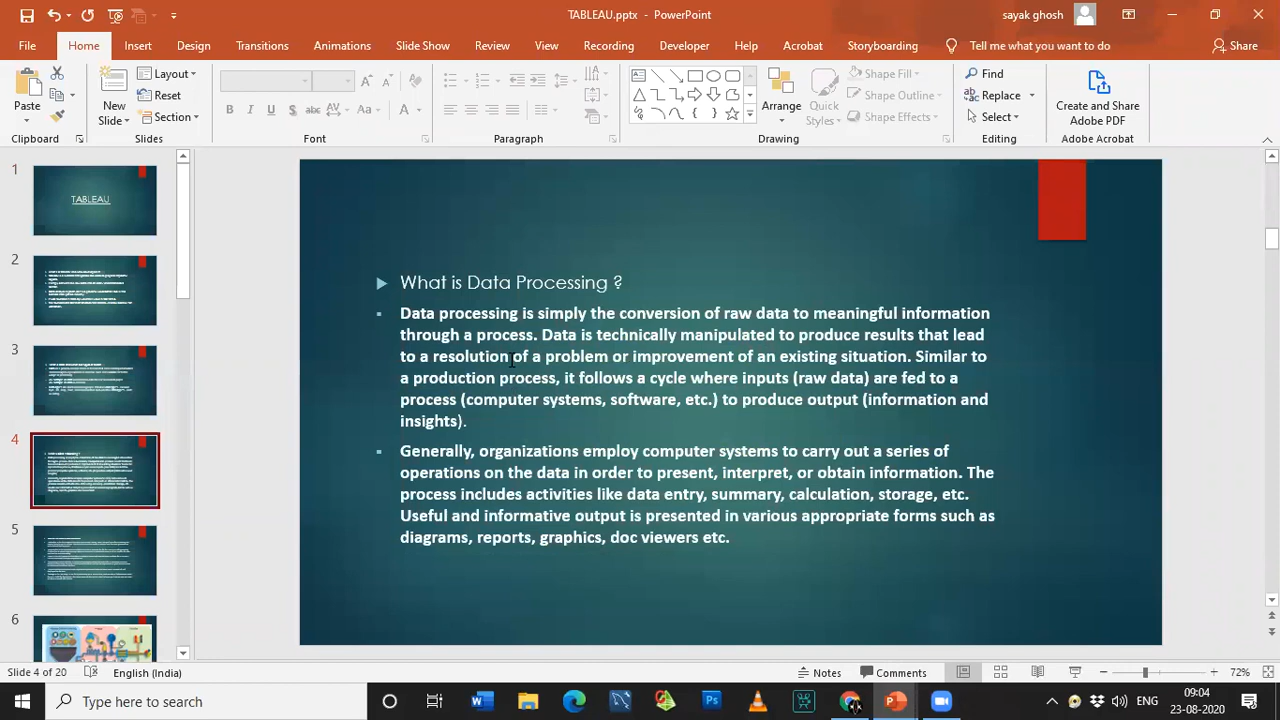 TABLEAU.pptx - PowerPoint
sayak ghosh
File Home Insert Design Transitions Animations Slide Show Review View Recording Developer Help Acrobat Storyboarding Tell me what you want to do Share
Paste
Clipboard
New Slide
Layout
Reset
Section
Slides
B I U S abc AV Aa A
Font
Paragraph
Arrange
Quick Styles
Shape Fill
Shape Outline
Shape Effects
Drawing
Find
Replace
Select
Editing
Create and Share Adobe PDF
Adobe Acrobat
1
TABLEAU
2
3
4
5
6
What is Data Processing ?
Data processing is simply the conversion of raw data to meaningful information
through a process. Data is technically manipulated to produce results that lead
to a resolution of a problem or improvement of an existing situation. Similar to
a production process, it follows a cycle where inputs (raw data) are fed to a
process (computer systems, software, etc.) to produce output (information and
insights).
Generally, organizations employ computer systems to carry out a series of
operations on the data in order to present, interpret, or obtain information. The
process includes activities like data entry, summary, calculation, storage, etc.
Useful and informative output is presented in various appropriate forms such as
diagrams, reports, graphics, doc viewers etc.
Slide 4 of 20 English (India) Notes Comments 72%
Type here to search
ENG
09:04
23-08-2020